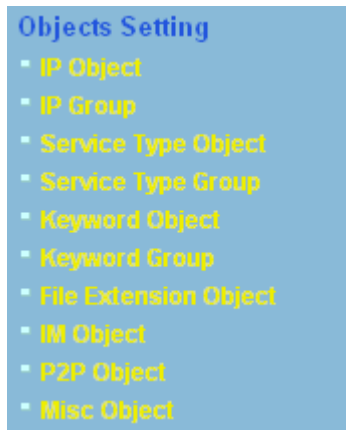 Objects Setting
IP Object
IP Group
Service Type Object
Service Type Group
Keyword Object
Keyword Group
File Extension Object
IM Object
P2P Object
Misc Object